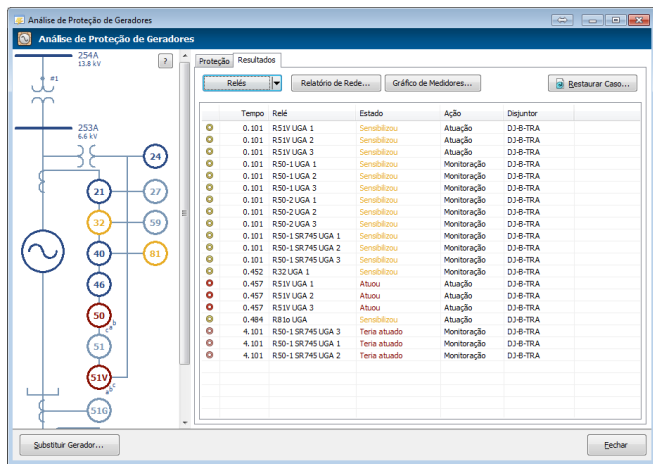 Análise de Proteção de Geradores
Análise de Proteção de Geradores
254A
13.8 kV
?
#1
253A
6.6 kV
24
21
27
32
59
40
81
46
50
b
c a
51
51V
c
a b
51G
Proteção Resultados
Relés Relatório de Rede... Gráfico de Medidores... Restaurar Caso...
Tempo Relé Estado Ação Disjuntor
0.101 R51V UGA 1 Sensibilizou Atuação DJ-B-TRA
0.101 R51V UGA 2 Sensibilizou Atuação DJ-B-TRA
0.101 R51V UGA 3 Sensibilizou Atuação DJ-B-TRA
0.101 R50-1 UGA 1 Sensibilizou Monitoração DJ-B-TRA
0.101 R50-1 UGA 2 Sensibilizou Monitoração DJ-B-TRA
0.101 R50-1 UGA 3 Sensibilizou Monitoração DJ-B-TRA
0.101 R50-2 UGA 1 Sensibilizou Monitoração DJ-B-TRA
0.101 R50-2 UGA 2 Sensibilizou Monitoração DJ-B-TRA
0.101 R50-2 UGA 3 Sensibilizou Monitoração DJ-B-TRA
0.101 R50-1 SR745 UGA 1 Sensibilizou Monitoração DJ-B-TRA
0.101 R50-1 SR745 UGA 2 Sensibilizou Monitoração DJ-B-TRA
0.101 R50-1 SR745 UGA 3 Sensibilizou Monitoração DJ-B-TRA
0.452 R32 UGA 1 Sensibilizou Monitoração DJ-B-TRA
0.457 R51V UGA 1 Atuou Atuação DJ-B-TRA
0.457 R51V UGA 2 Atuou Atuação DJ-B-TRA
0.457 R51V UGA 3 Atuou Atuação DJ-B-TRA
0.484 R81o UGA Sensibilizou Atuação DJ-B-TRA
4.101 R50-1 SR745 UGA 3 Teria atuado Monitoração DJ-B-TRA
4.101 R50-1 SR745 UGA 1 Teria atuado Monitoração DJ-B-TRA
4.101 R50-1 SR745 UGA 2 Teria atuado Monitoração DJ-B-TRA
Substituir Gerador... Fechar